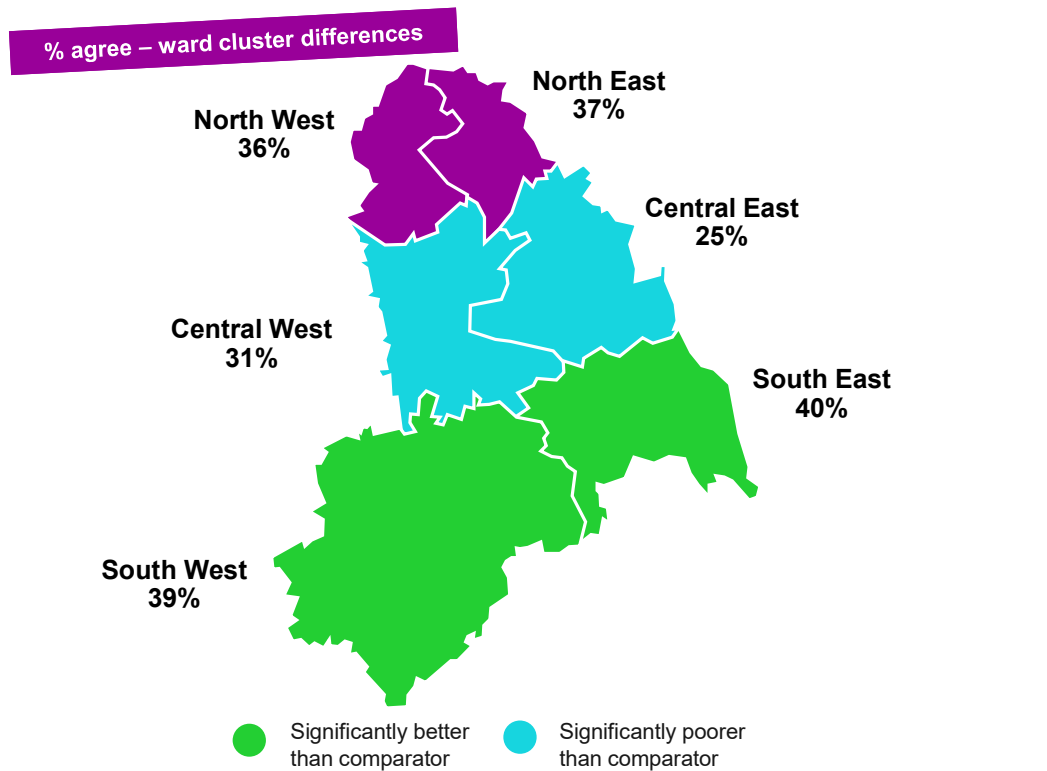 % agree – ward cluster differences
North East
37%
North West
36%
Central East
25%
Central West
31%
South East
40%
South West
39%
Significantly better
than comparator
Significantly poorer
than comparator